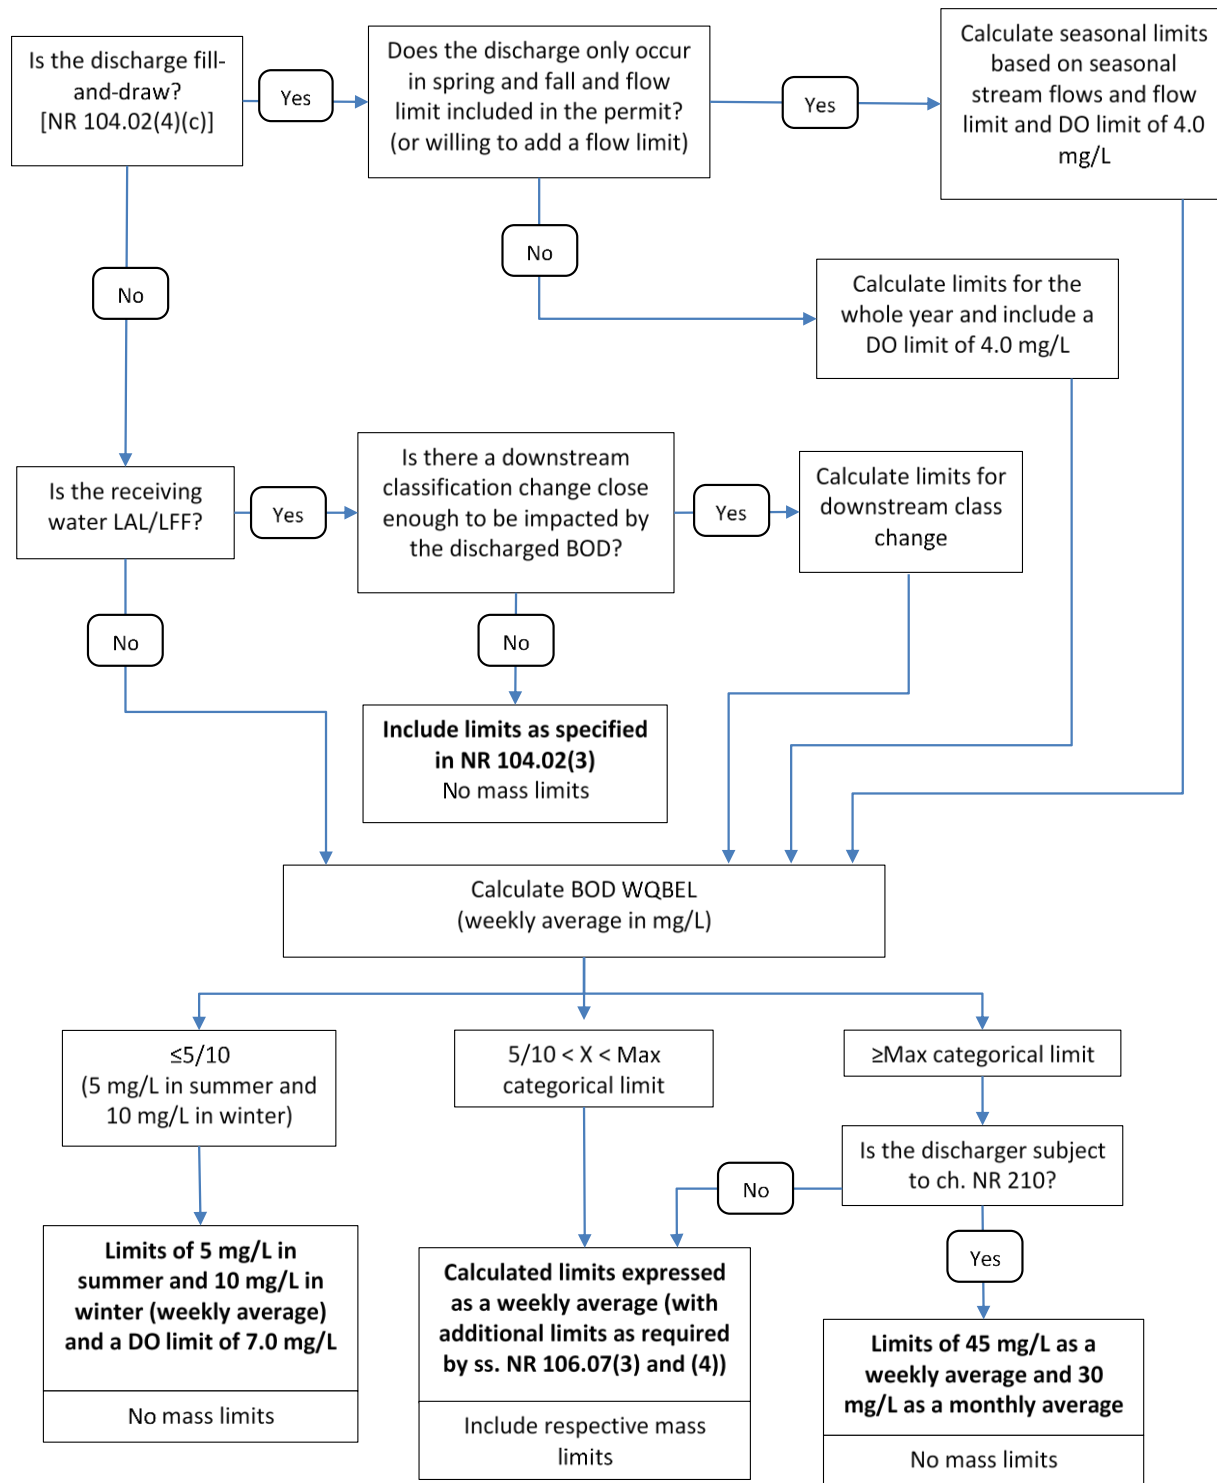 Is the discharge fill-
and-draw?
[NR 104.02(4)(c)]
Yes
Does the discharge only occur
in spring and fall and flow
limit included in the permit?
(or willing to add a flow limit)
Yes
Calculate seasonal limits
based on seasonal
stream flows and flow
limit and DO limit of 4.0
mg/L
No
No
Calculate limits for the
whole year and include a
DO limit of 4.0 mg/L
Is the receiving
water LAL/LFF?
Yes
Is there a downstream
classification change close
enough to be impacted by
the discharged BOD?
Yes
Calculate limits for
downstream class
change
No
No
Include limits as specified
in NR 104.02(3)
No mass limits
Calculate BOD WQBEL
(weekly average in mg/L)
≤5/10
(5 mg/L in summer and
10 mg/L in winter)
5/10 < X < Max
categorical limit
≥Max categorical limit
Is the discharger subject
to ch. NR 210?
No
Yes
Limits of 5 mg/L in
summer and 10 mg/L in
winter (weekly average)
and a DO limit of 7.0 mg/L
No mass limits
Calculated limits expressed
as a weekly average (with
additional limits as required
by ss. NR 106.07(3) and (4))
Include respective mass
limits
Limits of 45 mg/L as a
weekly average and 30
mg/L as a monthly average
No mass limits